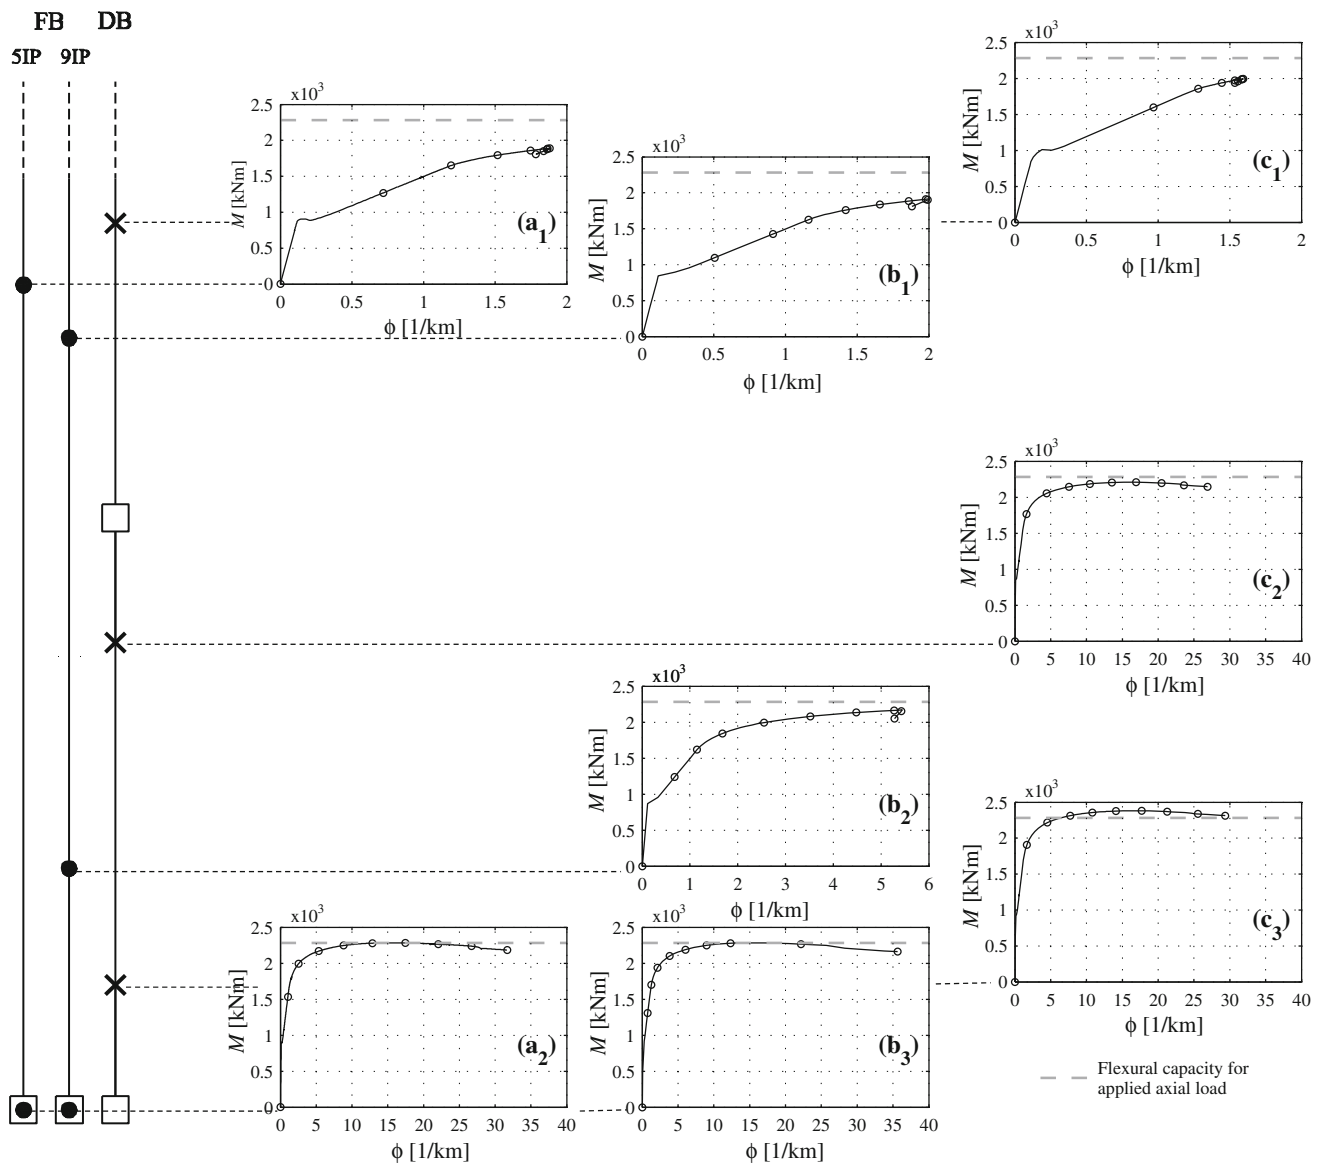 FB DB
5IP 9IP
x10³
2.5
2
1.5
1
0.5
0
M [kNm]
(a₁)
0 0.5 1 1.5 2
ϕ [1/km]
x10³
2.5
2
1.5
1
0.5
0
M [kNm]
(b₁)
0 0.5 1 1.5 2
ϕ [1/km]
x10³
2.5
2
1.5
1
0.5
0
M [kNm]
(c₁)
0 1 1 2
ϕ [1/km]
x10³
2.5
2
1.5
1
0.5
0
M [kNm]
(c₂)
0 5 10 15 20 25 30 35 40
ϕ [1/km]
x10³
2.5
2
1.5
1
0.5
0
M [kNm]
(b₂)
0 1 2 3 4 5 6
ϕ [1/km]
x10³
2.5
2
1.5
1
0.5
0
M [kNm]
(c₃)
0 5 10 15 20 25 30 35 40
ϕ [1/km]
x10³
2.5
2
1.5
1
0.5
0
M [kNm]
(a₂)
0 5 10 15 20 25 30 35 40
ϕ [1/km]
x10³
2.5
2
1.5
1
0.5
0
M [kNm]
(b₃)
0 5 10 15 20 25 30 35 40
ϕ [1/km]
Flexural capacity for
applied axial load